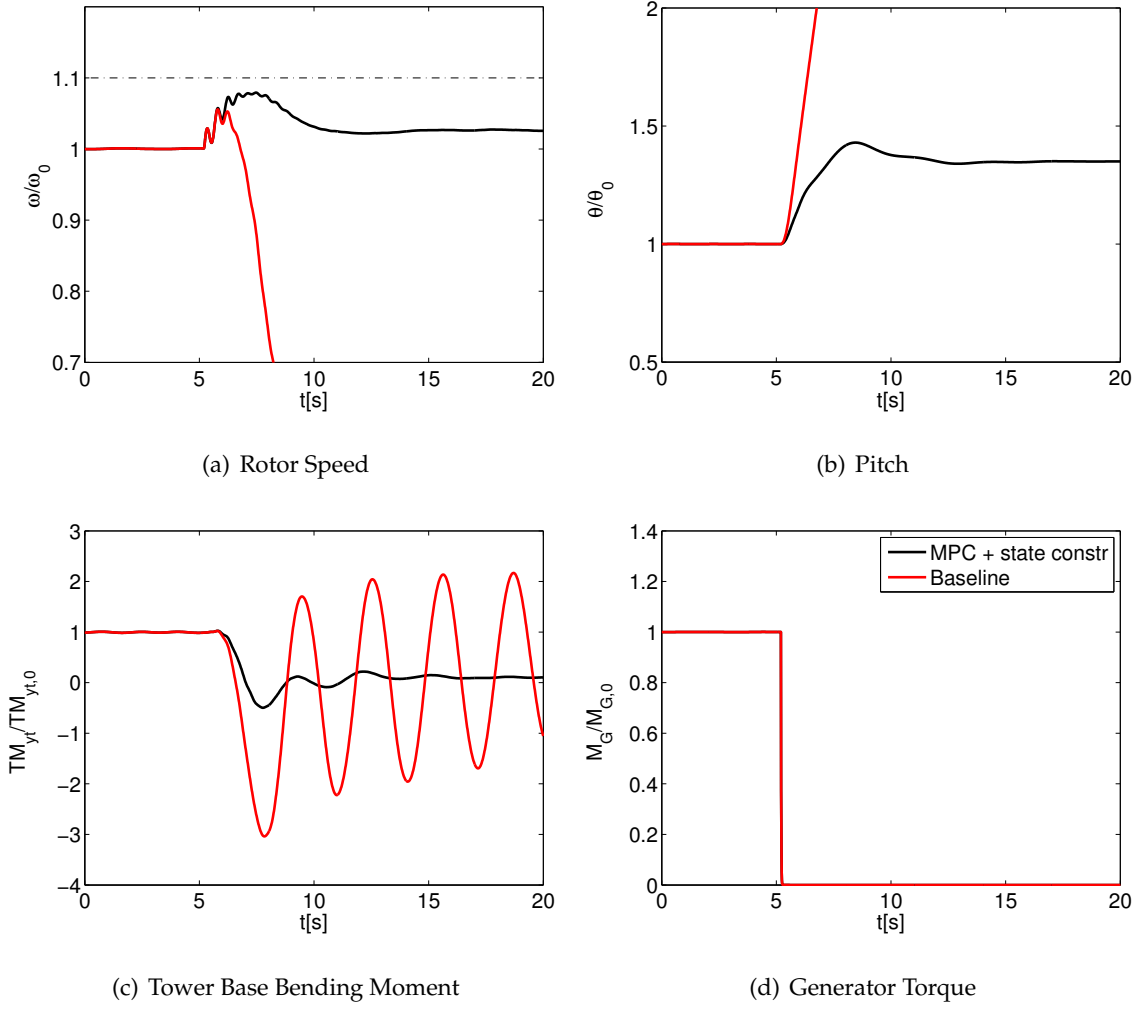 1.1
1
0.9
0.8
0.7
ω/ω0
0 5 10 15 20
t[s]
(a) Rotor Speed
2
1.5
1
0.5
θ/θ0
0 5 10 15 20
t[s]
(b) Pitch
3
2
1
0
−1
−2
−3
−4
TMyt/TMyt,0
0 5 10 15 20
t[s]
(c) Tower Base Bending Moment
1.4
1.2
1
0.8
0.6
0.4
0.2
0
MG/MG,0
MPC + state constr
Baseline
0 5 10 15 20
t[s]
(d) Generator Torque